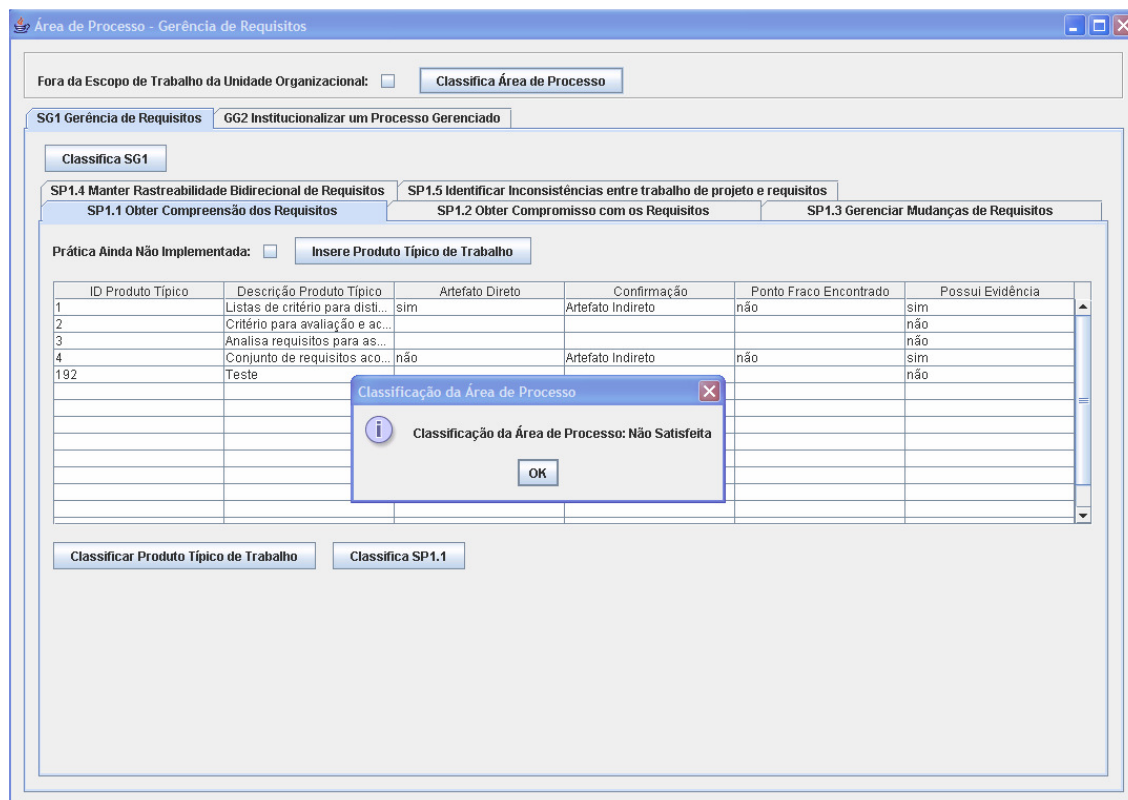 Área de Processo - Gerência de Requisitos
Fora da Escopo de Trabalho da Unidade Organizacional: Classifica Área de Processo
SG1 Gerência de Requisitos GG2 Institucionalizar um Processo Gerenciado
Classifica SG1
SP1.4 Manter Rastreabilidade Bidirecional de Requisitos SP1.5 Identificar Inconsistências entre trabalho de projeto e requisitos
SP1.1 Obter Compreensão dos Requisitos SP1.2 Obter Compromisso com os Requisitos SP1.3 Gerenciar Mudanças de Requisitos
Prática Ainda Não Implementada: Insere Produto Típico de Trabalho
ID Produto Típico Descrição Produto Típico Artefato Direto Confirmação Ponto Fraco Encontrado Possui Evidência
1 Listas de critério para disti... sim Artefato Indireto não sim
2 Critério para avaliação e ac... não
3 Analisa requisitos para as... não
4 Conjunto de requisitos aco... não Artefato Indireto não sim
192 Teste não
Classificação da Área de Processo
Classificação da Área de Processo: Não Satisfeita
OK
Classificar Produto Típico de Trabalho Classifica SP1.1